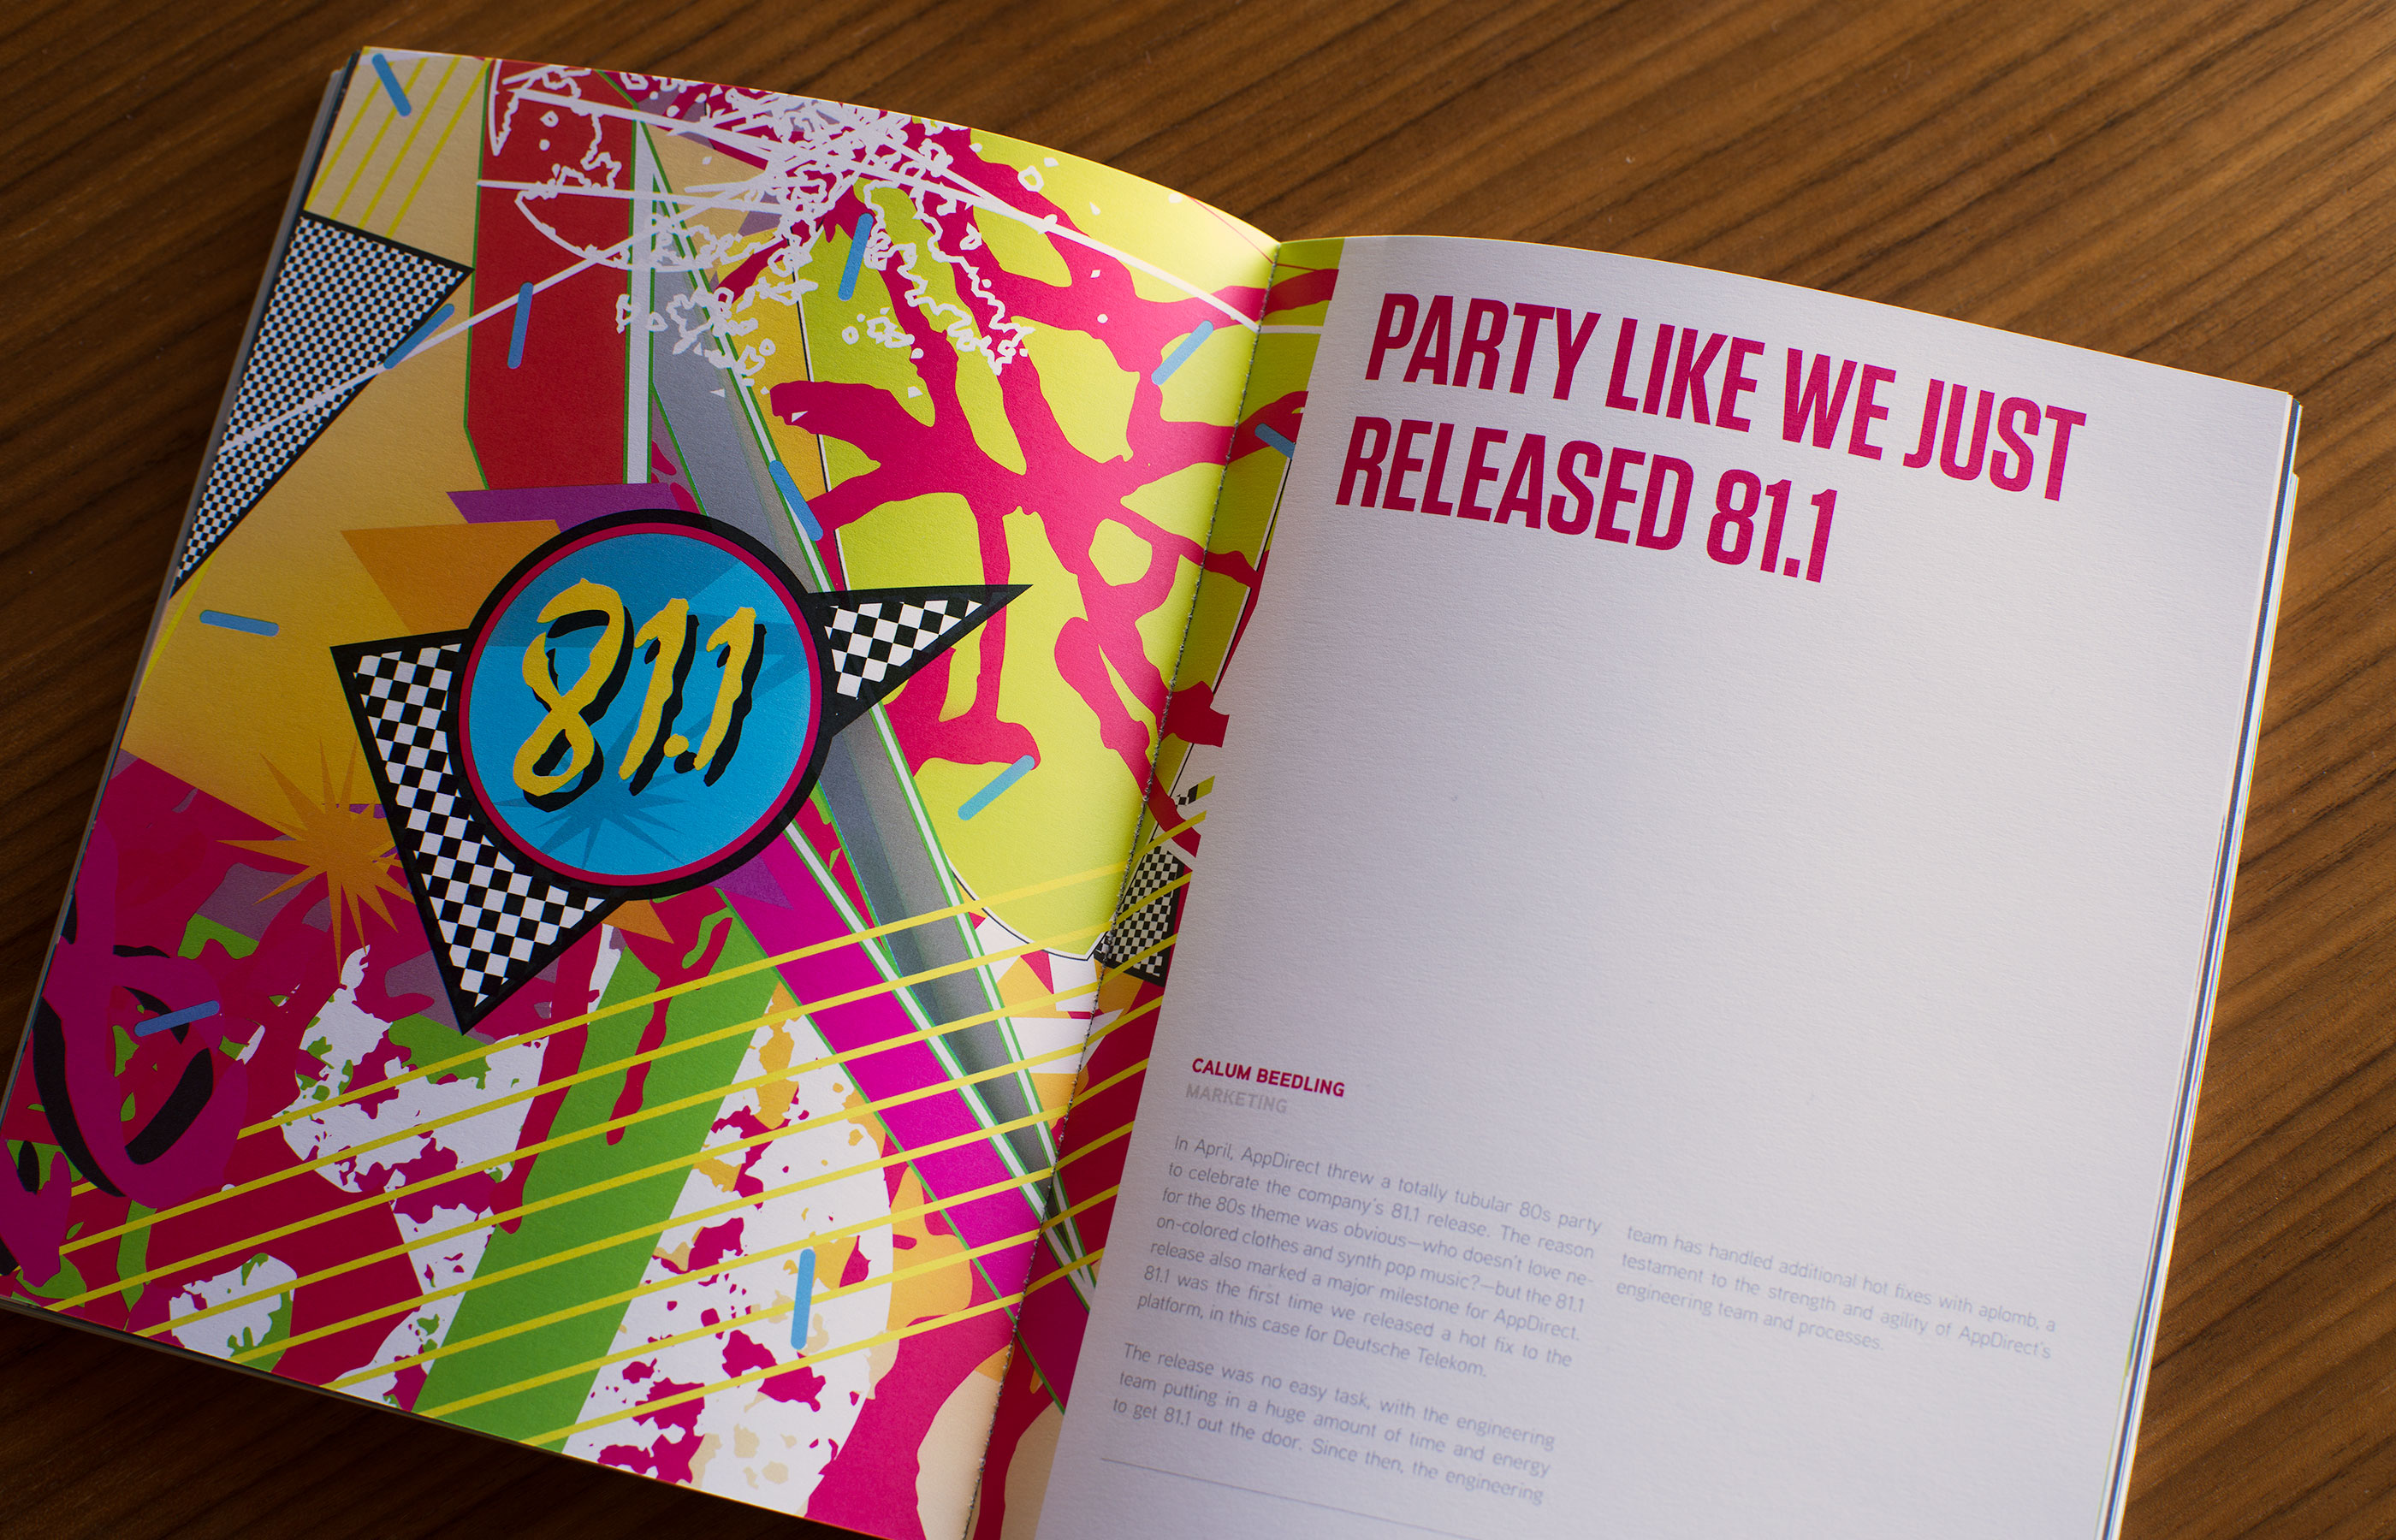 81.1
PARTY LIKE WE JUST
RELEASED 81.1
CALUM BEEDLING
MARKETING
In April, AppDirect threw a totally tubular 80s party
to celebrate the company's 81.1 release. The reason
for the 80s theme was obvious—who doesn't love ne-
on-colored clothes and synth pop music?—but the 81.1
release also marked a major milestone for AppDirect.
81.1 was the first time we released a hot fix to the
platform, in this case for Deutsche Telekom.
The release was no easy task, with the engineering
team putting in a huge amount of time and energy
to get 81.1 out the door. Since then, the engineering
team has handled additional hot fixes with aplomb, a
testament to the strength and agility of AppDirect's
engineering team and processes.